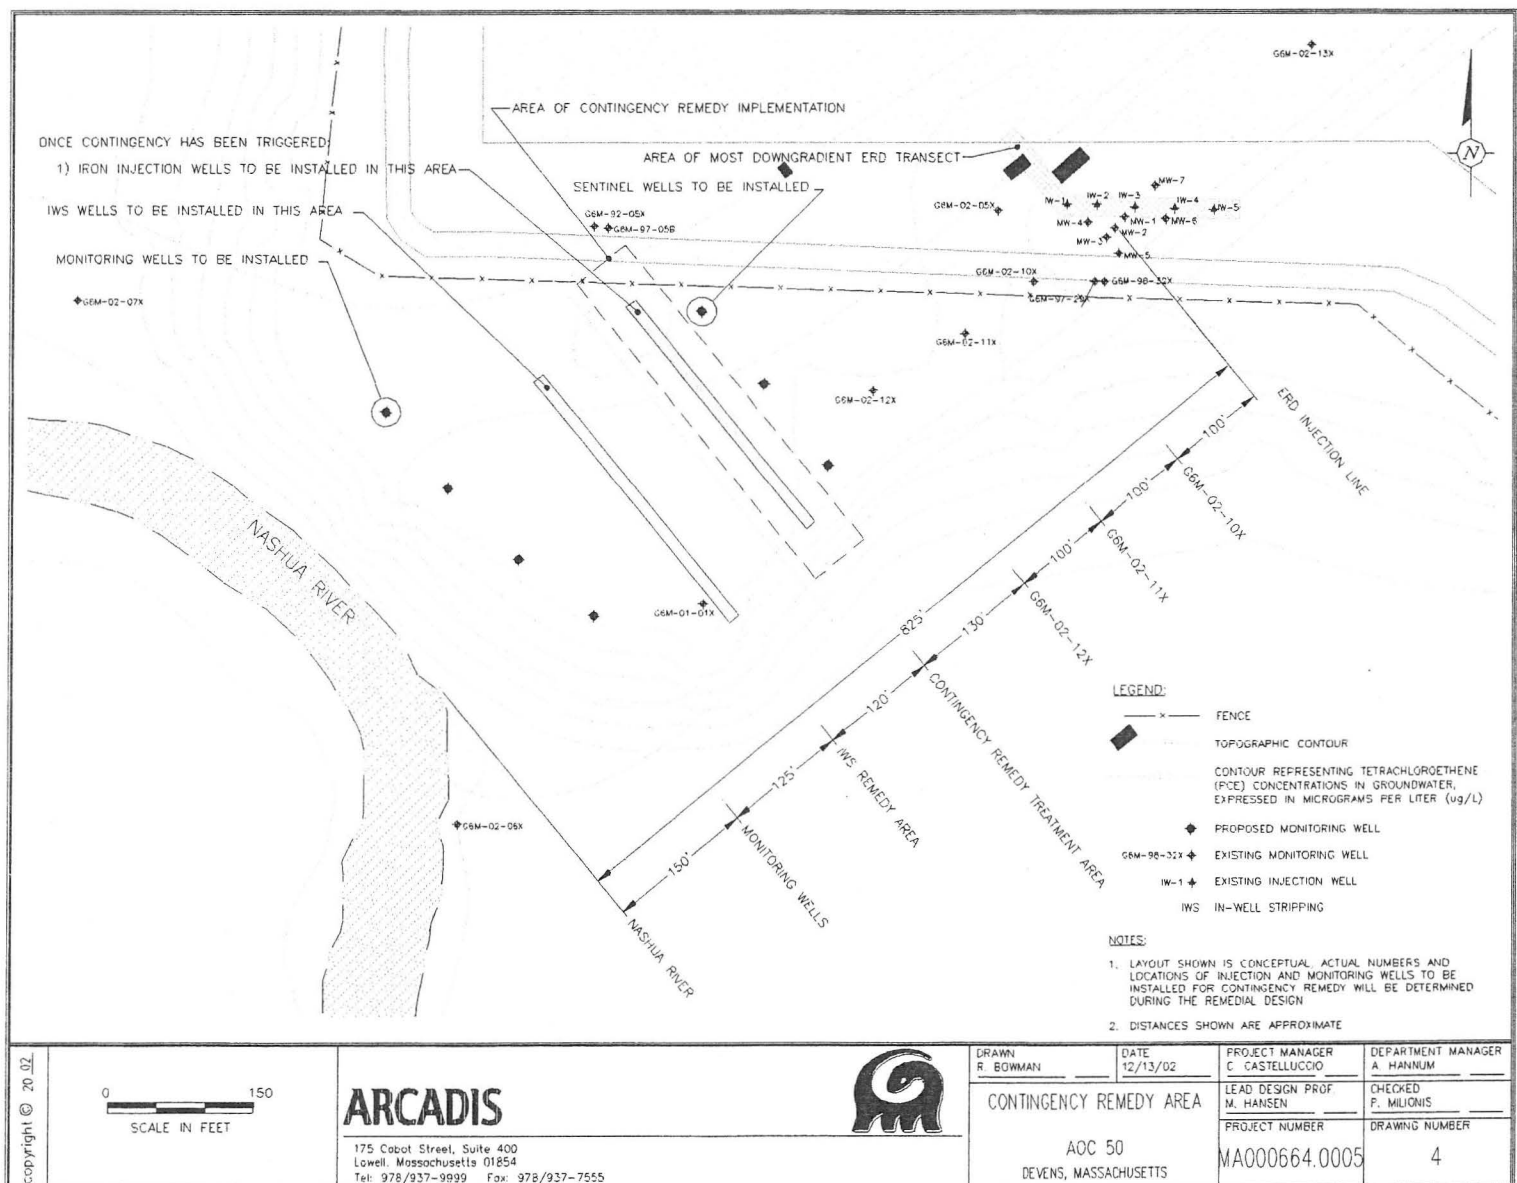 G6M-02-13X
AREA OF CONTINGENCY REMEDY IMPLEMENTATION
ONCE CONTINGENCY HAS BEEN TRIGGERED:
1) IRON INJECTION WELLS TO BE INSTALLED IN THIS AREA
AREA OF MOST DOWNGRADIENT ERD TRANSECT
SENTINEL WELLS TO BE INSTALLED
IWS WELLS TO BE INSTALLED IN THIS AREA
MONITORING WELLS TO BE INSTALLED
N
G6M-92-05X
G6M-97-05B
G6M-02-05X
MW-7
IW-1
IW-2
IW-3
IW-4
IW-5
MW-4
MW-1
MW-6
MW-2
MW-3
MW-5
G6M-02-10X
G6M-98-32X
G6M-97-29X
G6M-02-07X
G6M-02-11X
G6M-02-12X
G6M-01-01X
G6M-02-06X
NASHUA RIVER
ERD INJECTION LINE
100'
G6M-02-10X
100'
G6M-02-11X
100'
G6M-02-12X
130'
825'
CONTINGENCY REMEDY TREATMENT AREA
120'
IWS REMEDY AREA
125'
MONITORING WELLS
150'
NASHUA RIVER
LEGEND:
x FENCE
TOPOGRAPHIC CONTOUR
CONTOUR REPRESENTING TETRACHLOROETHENE
(PCE) CONCENTRATIONS IN GROUNDWATER,
EXPRESSED IN MICROGRAMS PER LITER (ug/L)
PROPOSED MONITORING WELL
G6M-98-32X EXISTING MONITORING WELL
IW-1 EXISTING INJECTION WELL
IWS IN-WELL STRIPPING
NOTES:
1. LAYOUT SHOWN IS CONCEPTUAL, ACTUAL NUMBERS AND
LOCATIONS OF INJECTION AND MONITORING WELLS TO BE
INSTALLED FOR CONTINGENCY REMEDY WILL BE DETERMINED
DURING THE REMEDIAL DESIGN
2. DISTANCES SHOWN ARE APPROXIMATE
copyright © 20 02
0 150
SCALE IN FEET
ARCADIS
175 Cabot Street, Suite 400
Lowell, Massachusetts 01854
Tel: 978/937-9999 Fax: 978/937-7555
DRAWN
R. BOWMAN
DATE
12/13/02
PROJECT MANAGER
C. CASTELLUCCIO
DEPARTMENT MANAGER
A. HANNUM
CONTINGENCY REMEDY AREA
AOC 50
DEVENS, MASSACHUSETTS
LEAD DESIGN PROF.
M. HANSEN
CHECKED
P. MILIONIS
PROJECT NUMBER
MA000664.0005
DRAWING NUMBER
4